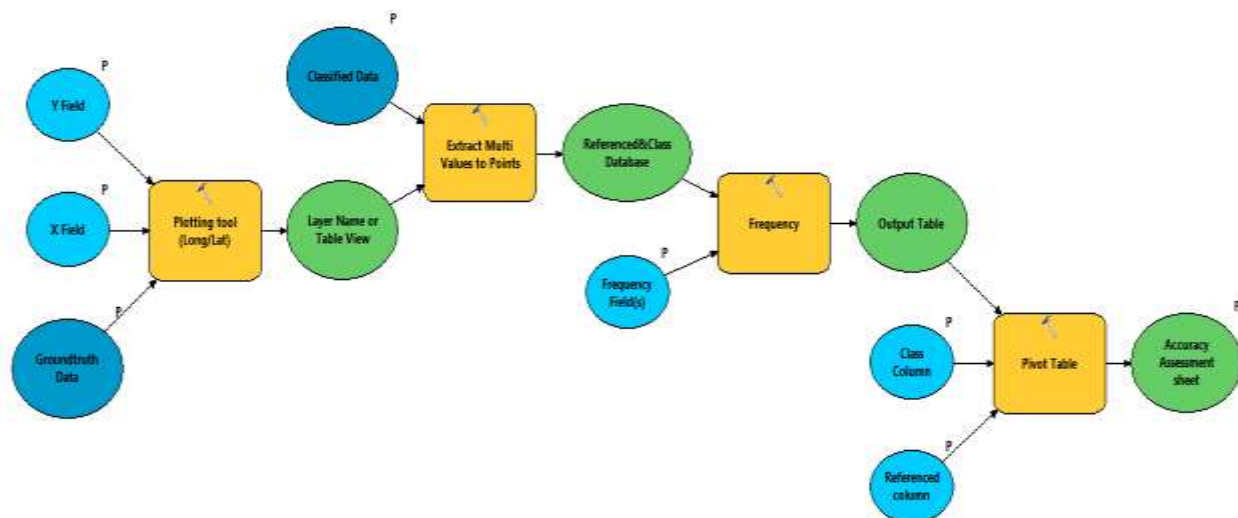 P
Y Field
P
X Field
P
Groundtruth
Data
Plotting tool
(Long/Lat)
P
Classified Data
Layer Name or
Table View
Extract Multi
Values to Points
Referenced&Class
Database
P
Frequency
Field(s)
Frequency
Output Table
P
Class
Column
P
Referenced
column
Pivot Table
P
Accuracy
Assessment
sheet